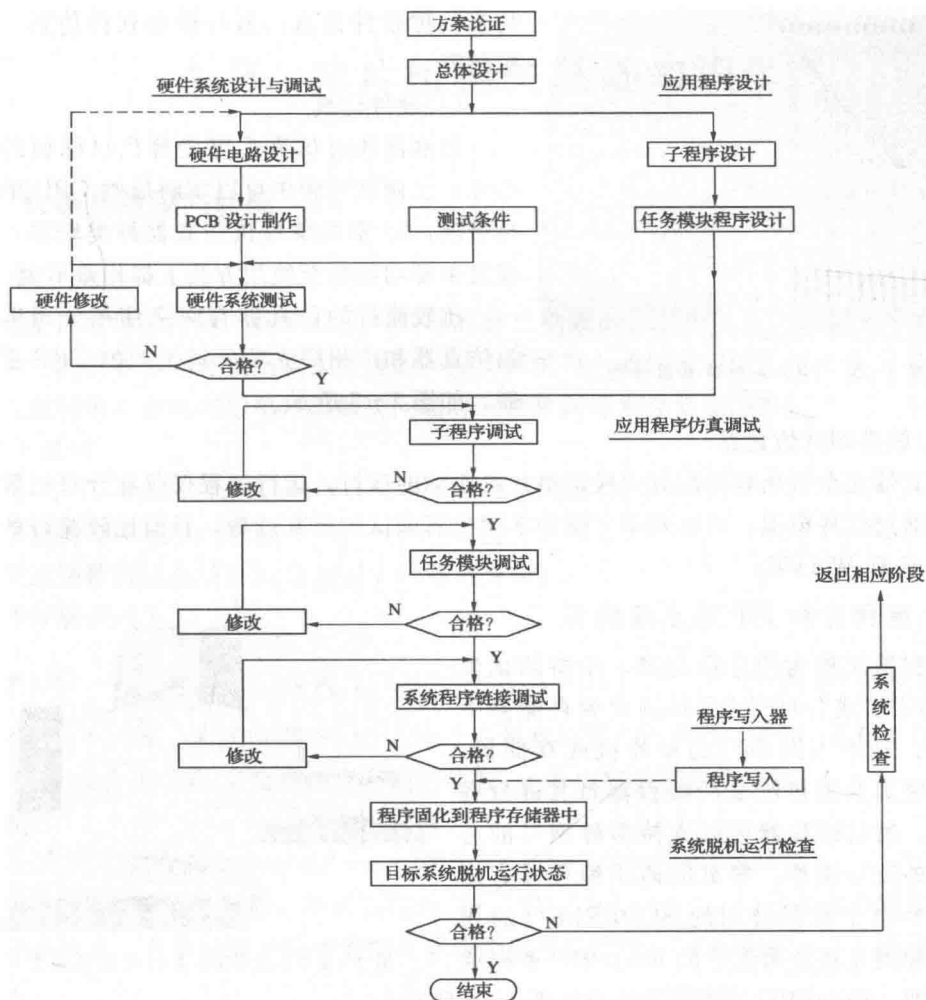 方案论证
总体设计
硬件系统设计与调试
应用程序设计
硬件电路设计
子程序设计
PCB 设计制作
测试条件
任务模块程序设计
硬件修改
硬件系统测试
N
合格?
Y
子程序调试
应用程序仿真调试
修改
N
合格?
Y
任务模块调试
返回相应阶段
修改
N
合格?
Y
系统程序链接调试
系统检查
程序写入器
修改
N
合格?
Y
程序写入
程序固化到程序存储器中
系统脱机运行检查
目标系统脱机运行状态
合格?
N
Y
结束